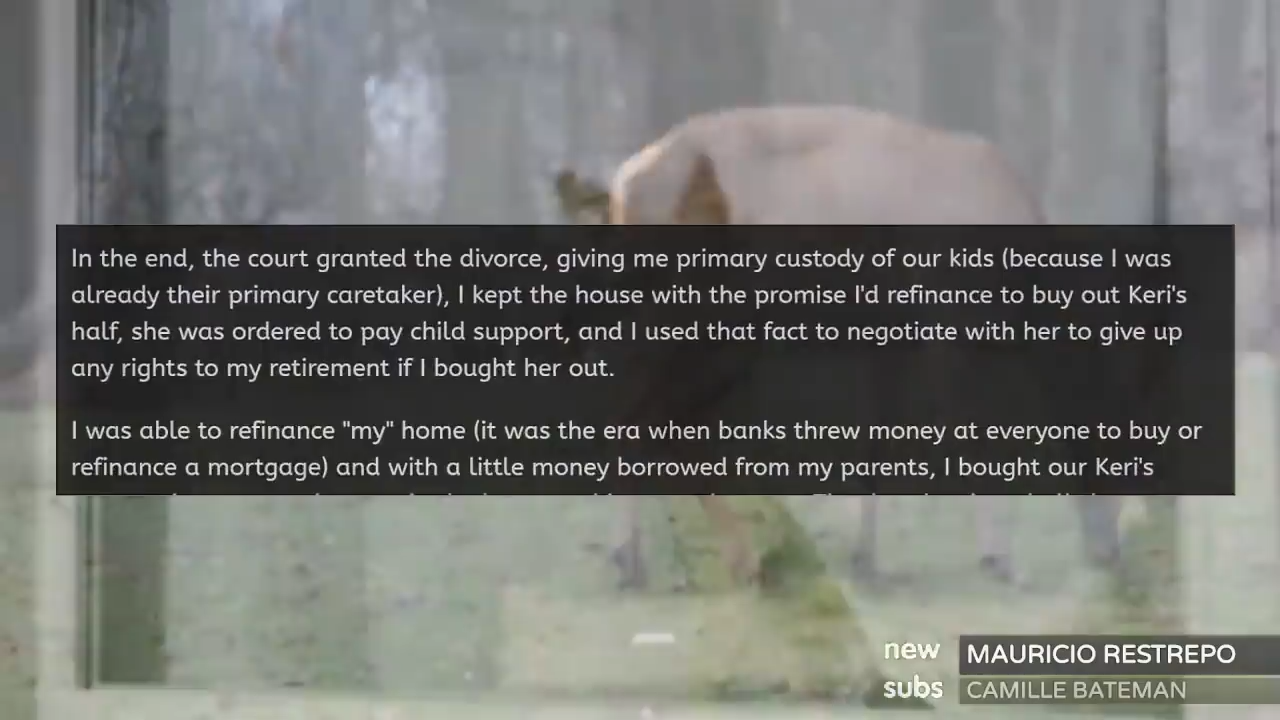 In the end, the court granted the divorce, giving me primary custody of our kids (because I was
already their primary caretaker), I kept the house with the promise I'd refinance to buy out Keri's
half, she was ordered to pay child support, and I used that fact to negotiate with her to give up
any rights to my retirement if I bought her out.
I was able to refinance "my" home (it was the era when banks threw money at everyone to buy or
refinance a mortgage) and with a little money borrowed from my parents, I bought our Keri's
new
subs
MAURICIO RESTREPO
CAMILLE BATEMAN